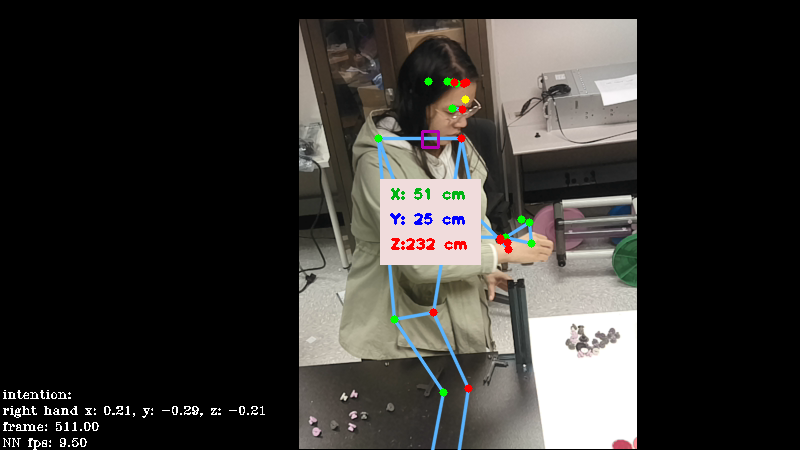 X: 51 cm
Y: 25 cm
Z:232 cm
intention:
right hand x: 0.21, y: -0.29, z: -0.21
frame: 511.00
NN fps: 9.50